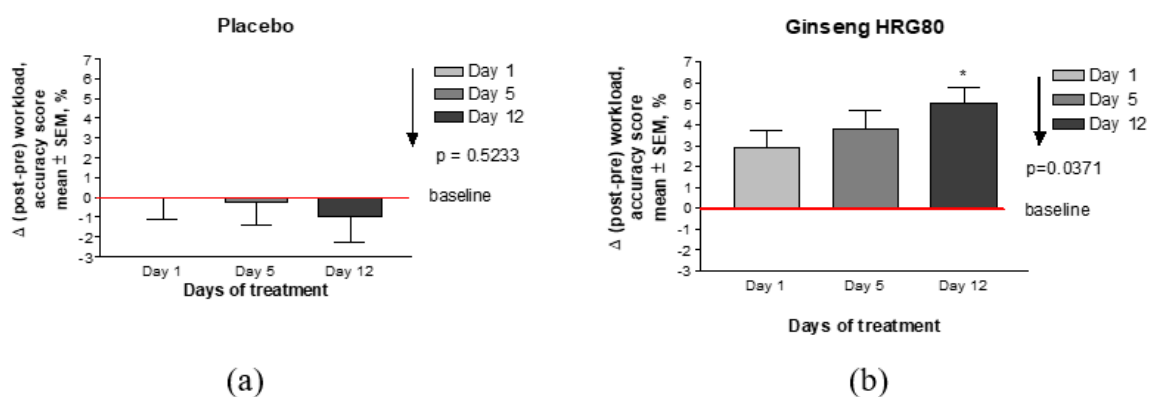 Placebo
7
6
5
4
3
2
1
0
-1
-2
-3
Δ (post-pre) workload,
accuracy score
mean ± SEM, %
Day 1
Day 5
Day 12
p = 0.5233
baseline
Day 1 Day 5 Day 12
Days of treatment
(a)
Ginseng HRG80
7
6
5
4
3
2
1
0
-1
-2
-3
Δ (post-pre) workload,
accuracy score
mean ± SEM, %
*
Day 1
Day 5
Day 12
p=0.0371
baseline
Day 1 Day 5 Day 12
Days of treatment
(b)